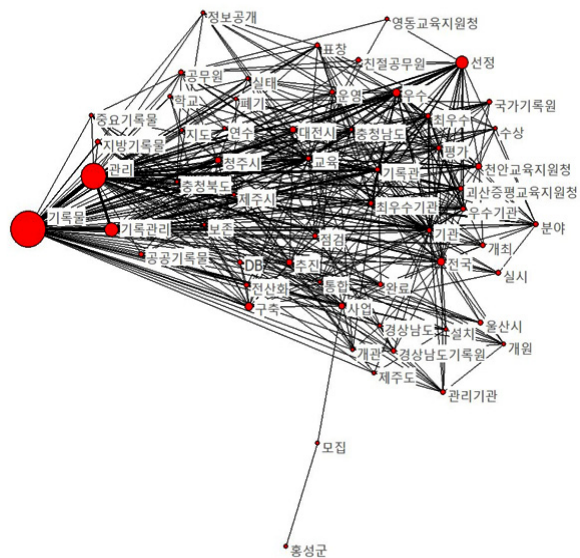 정보공개
영동교육지원청
표창
친절공무원
선정
공무원
실태
운영
우수
학교
폐기
국가기록원
중요기록물
지도
연수
대전시
충청남도
최우수
수상
지방기록물
평가
관리
청주시
교육
기록관
천안교육지원청
충청북도
괴산증평교육지원청
제주시
최우수기관
우수기관
기록물
기록관리
보존
점검
기관
분야
개최
공공기록물
DB
추진
전국
실시
전산화
통합
완료
구축
사업
경상남도
설치
울산시
개관
경상남도기록원
개원
제주도
관리기관
모집
홍성군